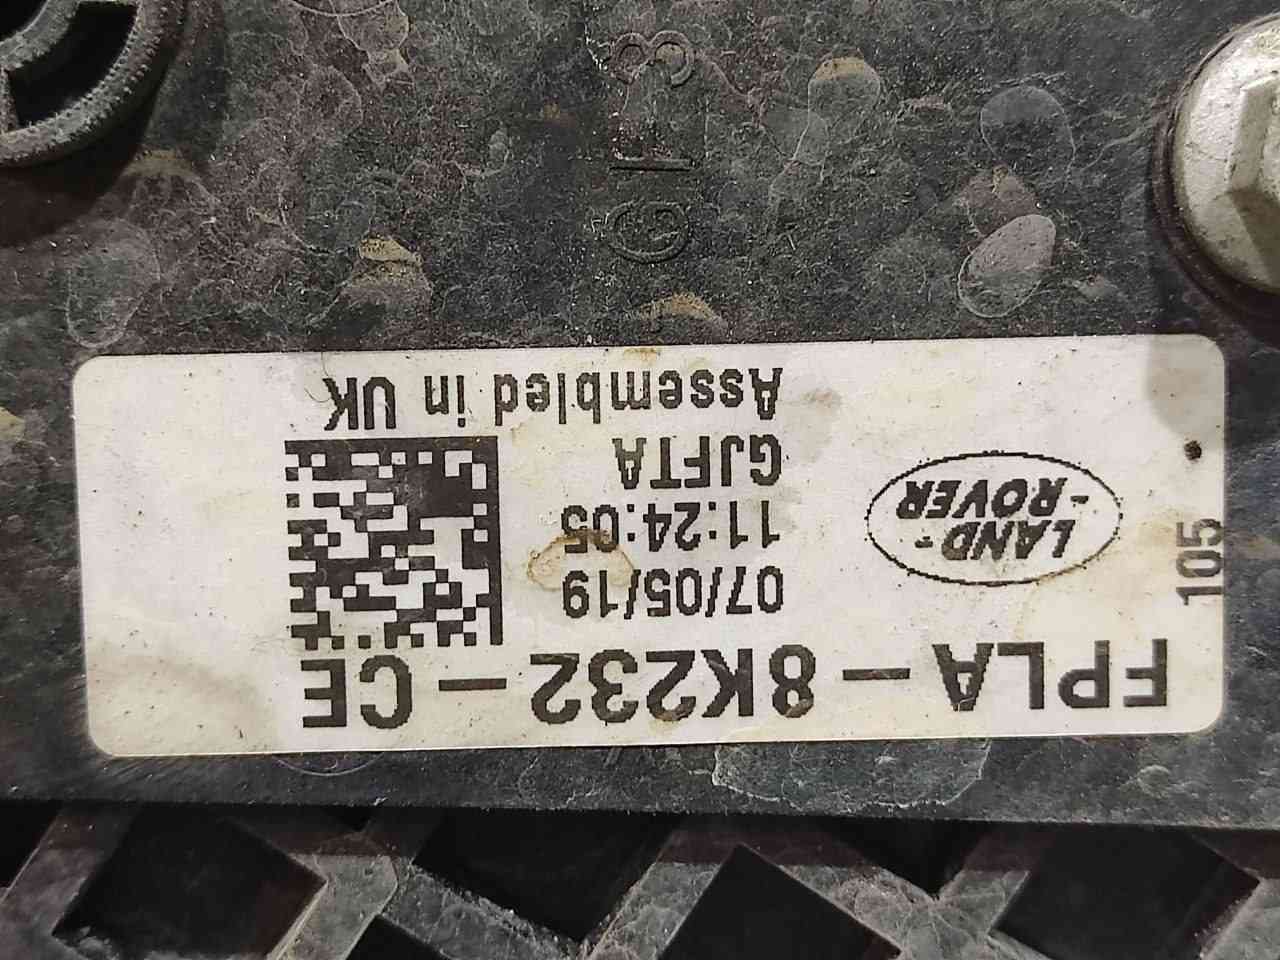 FPLA-8K232-CE
07/05/19
11:24:05
GJFTA
Assembled in UK
LAND-
-ROVER
105